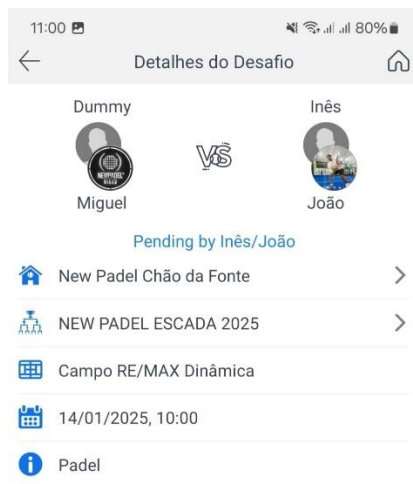 11:00 80%
Detalhes do Desafio
Dummy Inês
VS
NEWPADEL
Miguel João
Pending by Inês/João
New Padel Chão da Fonte
NEW PADEL ESCADA 2025
Campo RE/MAX Dinâmica
14/01/2025, 10:00
Padel